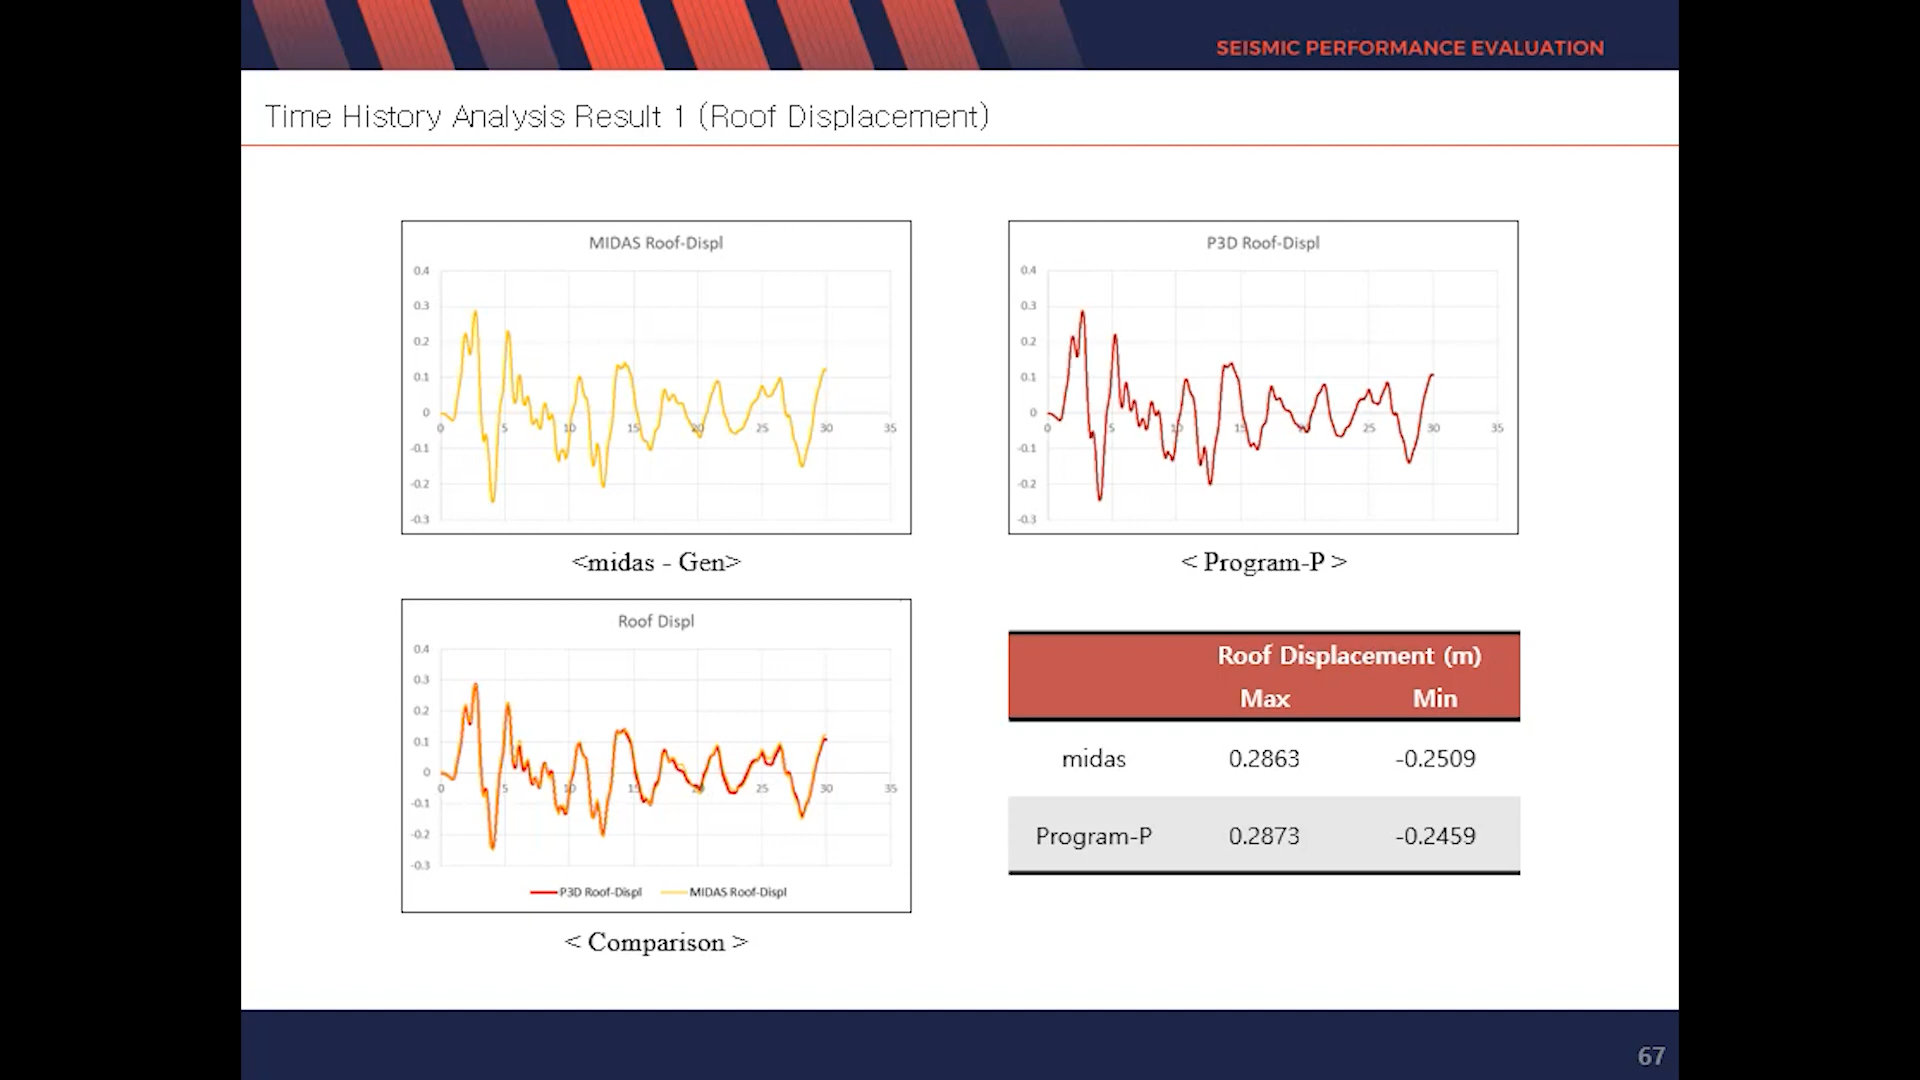 SEISMIC PERFORMANCE EVALUATION
Time History Analysis Result 1 (Roof Displacement)
MIDAS Roof-Displ
0.4
0.3
0.2
0.1
0
-0.1
-0.2
-0.3
0 5 10 15 20 25 30 35
<midas - Gen>
P3D Roof-Displ
0.4
0.3
0.2
0.1
0
-0.1
-0.2
-0.3
0 5 10 15 20 25 30 35
< Program-P >
Roof Displ
0.4
0.3
0.2
0.1
0
-0.1
-0.2
-0.3
0 5 10 15 20 25 30 35
P3D Roof-Displ MIDAS Roof-Displ
< Comparison >
Roof Displacement (m)
Max Min
midas 0.2863 -0.2509
Program-P 0.2873 -0.2459
67